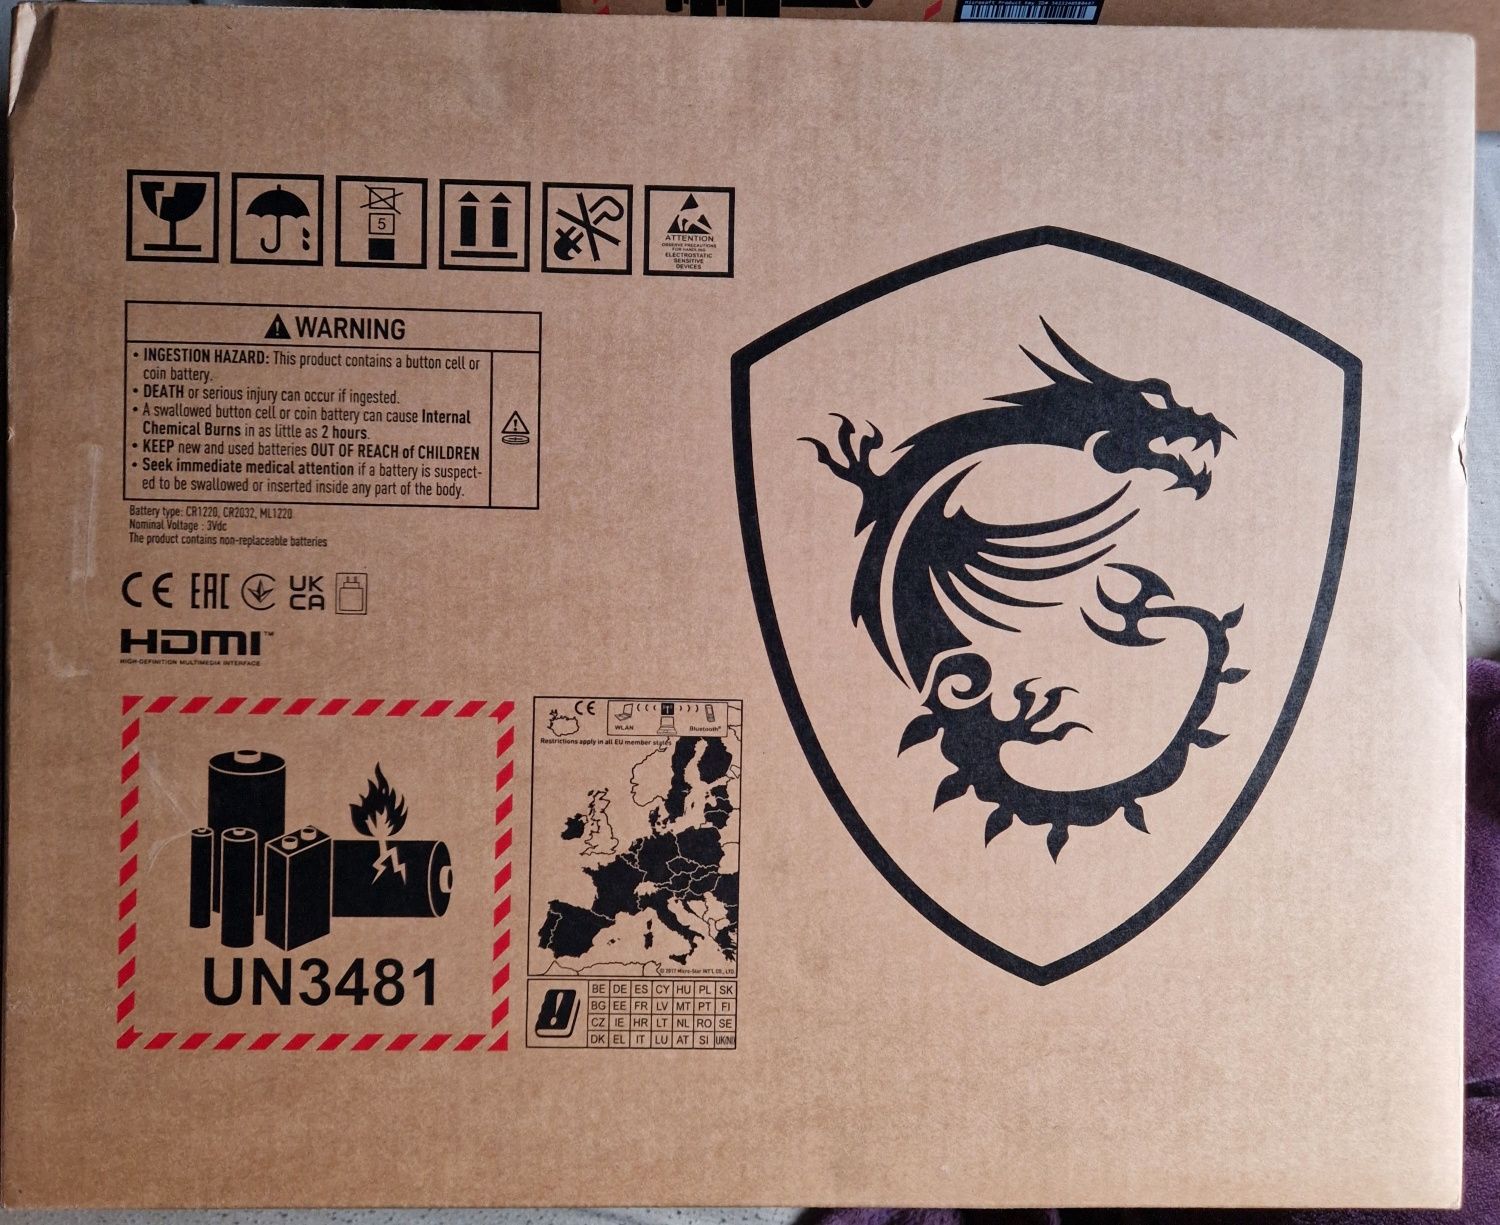 Microsoft Product Key ID#
5
ATTENTION
OBSERVE PRECAUTIONS
FOR HANDLING
ELECTROSTATIC
SENSITIVE
DEVICES
WARNING
• INGESTION HAZARD: This product contains a button cell or
coin battery.
• DEATH or serious injury can occur if ingested.
• A swallowed button cell or coin battery can cause Internal
Chemical Burns in as little as 2 hours.
• KEEP new and used batteries OUT OF REACH of CHILDREN
• Seek immediate medical attention if a battery is suspect-
ed to be swallowed or inserted inside any part of the body.
Battery type: CR1220, CR2032, ML1220
Nominal Voltage : 3Vdc
The product contains non-replaceable batteries
CE EAC UK
CA
HDMI™
HIGH-DEFINITION MULTIMEDIA INTERFACE
UN3481
CE
WLAN Bluetooth®
Restrictions apply in all EU member states
© 2017 Micro-Star INT'L CO., LTD.
BE DE ES CY HU PL SK
BG EE FR LV MT PT FI
CZ IE HR LT NL RO SE
DK EL IT LU AT SI UK(NI)